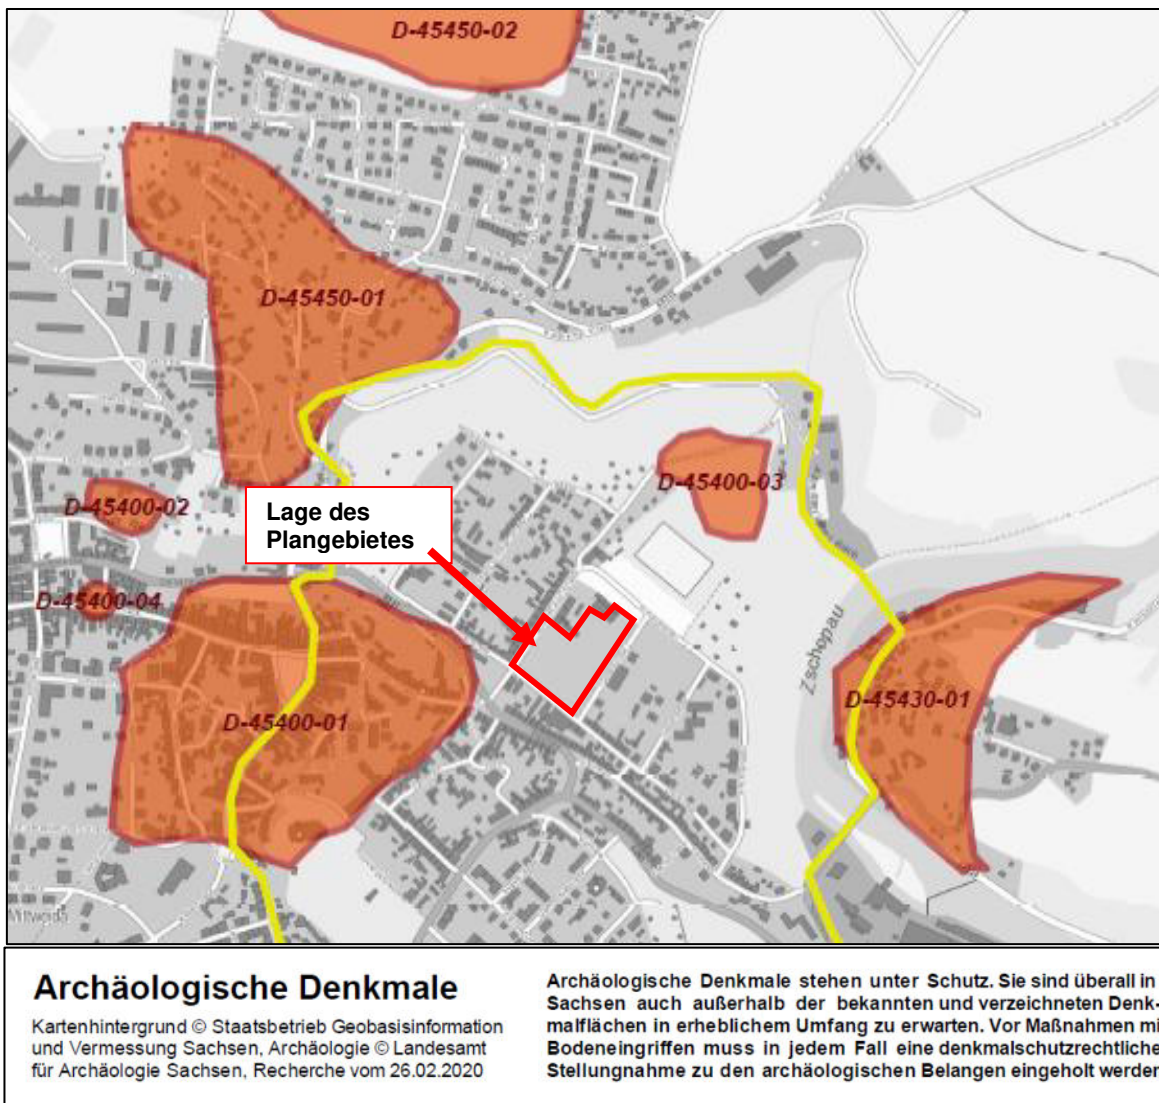 D-45450-02
D-45450-01
D-45400-02
D-45400-03
Lage des
Plangebietes
D-45400-04
Zschopau
D-45430-01
D-45400-01
Mittweida
Archäologische Denkmale
Kartenhintergrund © Staatsbetrieb Geobasisinformation
und Vermessung Sachsen, Archäologie © Landesamt
für Archäologie Sachsen, Recherche vom 26.02.2020
Archäologische Denkmale stehen unter Schutz. Sie sind überall in
Sachsen auch außerhalb der bekannten und verzeichneten Denk-
malflächen in erheblichem Umfang zu erwarten. Vor Maßnahmen mi
Bodeneingriffen muss in jedem Fall eine denkmalschutzrechtliche
Stellungnahme zu den archäologischen Belangen eingeholt werden